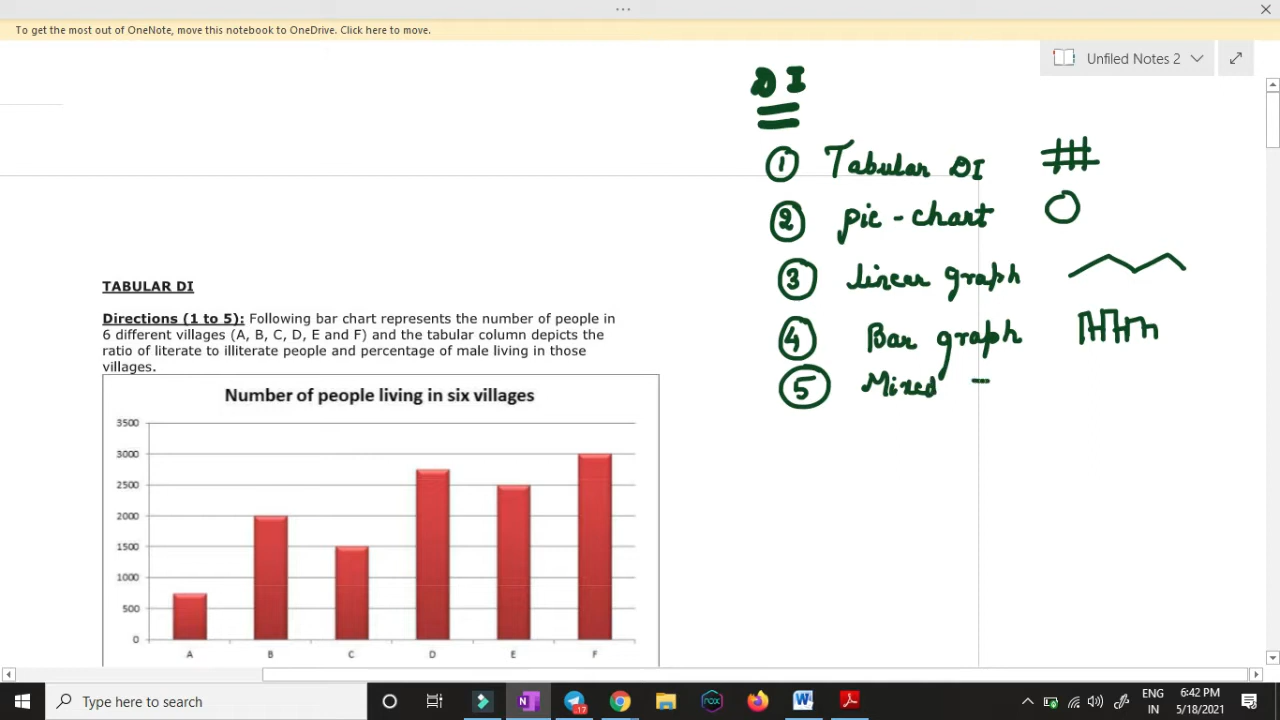 To get the most out of OneNote, move this notebook to OneDrive. Click here to move.
Unfiled Notes 2
DI
1 Tabular DI
2 pie-chart
3 linear graph
4 Bar graph
5 Mixed
TABULAR DI
Directions (1 to 5): Following bar chart represents the number of people in
6 different villages (A, B, C, D, E and F) and the tabular column depicts the
ratio of literate to illiterate people and percentage of male living in those
villages.
Number of people living in six villages
3500
3000
2500
2000
1500
1000
500
0
A B C D E F
Type here to search
17
ENG
IN
6:42 PM
5/18/2021